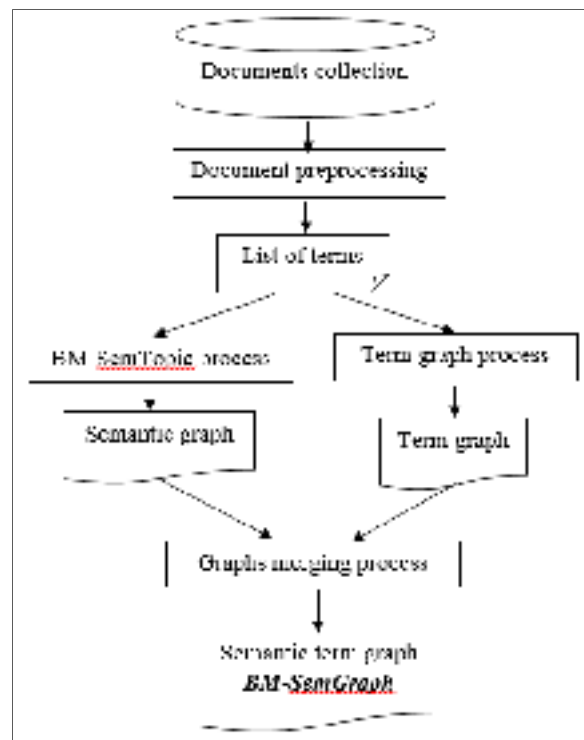 Documents collection
Document preprocessing
List of terms
BM SemTopic process
Term graph process
Semantic graph
Term graph
Graphs merging process
Semantic term graph
BM-SemGraph